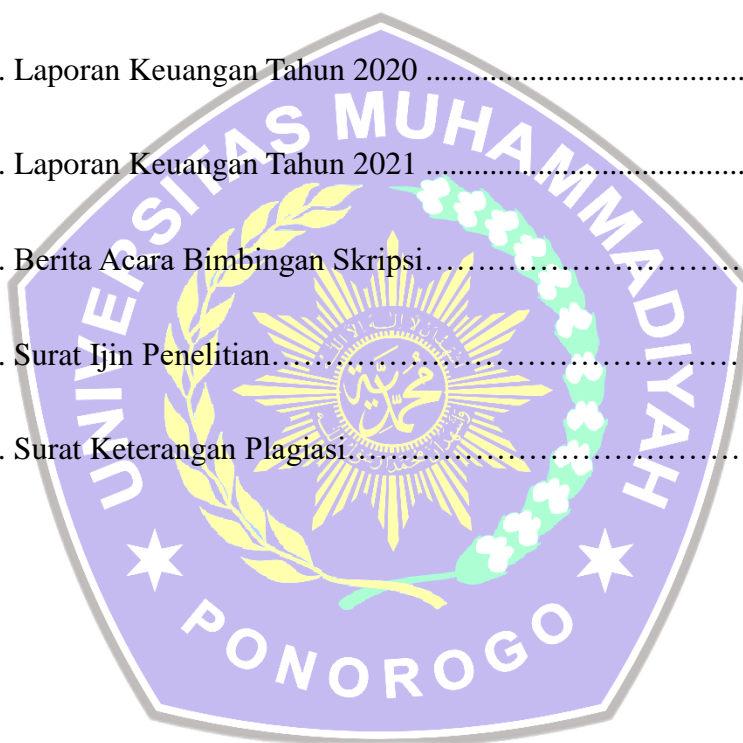 . Laporan Keuangan Tahun 2020 ........................................
. Laporan Keuangan Tahun 2021 ........................................
. Berita Acara Bimbingan Skripsi…………………………
. Surat Ijin Penelitian………………………………………
. Surat Keterangan Plagiasi…………………………………
UNIVERSITAS MUHAMMADIYAH
PONOROGO
محمدية